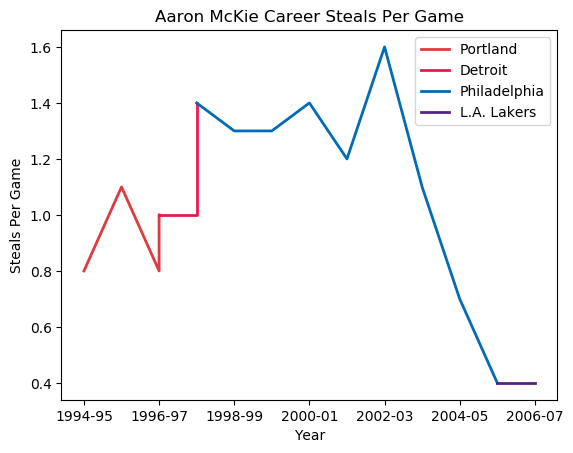 Aaron McKie Career Steals Per Game
Portland
Detroit
Philadelphia
L.A. Lakers
Steals Per Game
1.6
1.4
1.2
1.0
0.8
0.6
0.4
1994-95 1996-97 1998-99 2000-01 2002-03 2004-05 2006-07
Year